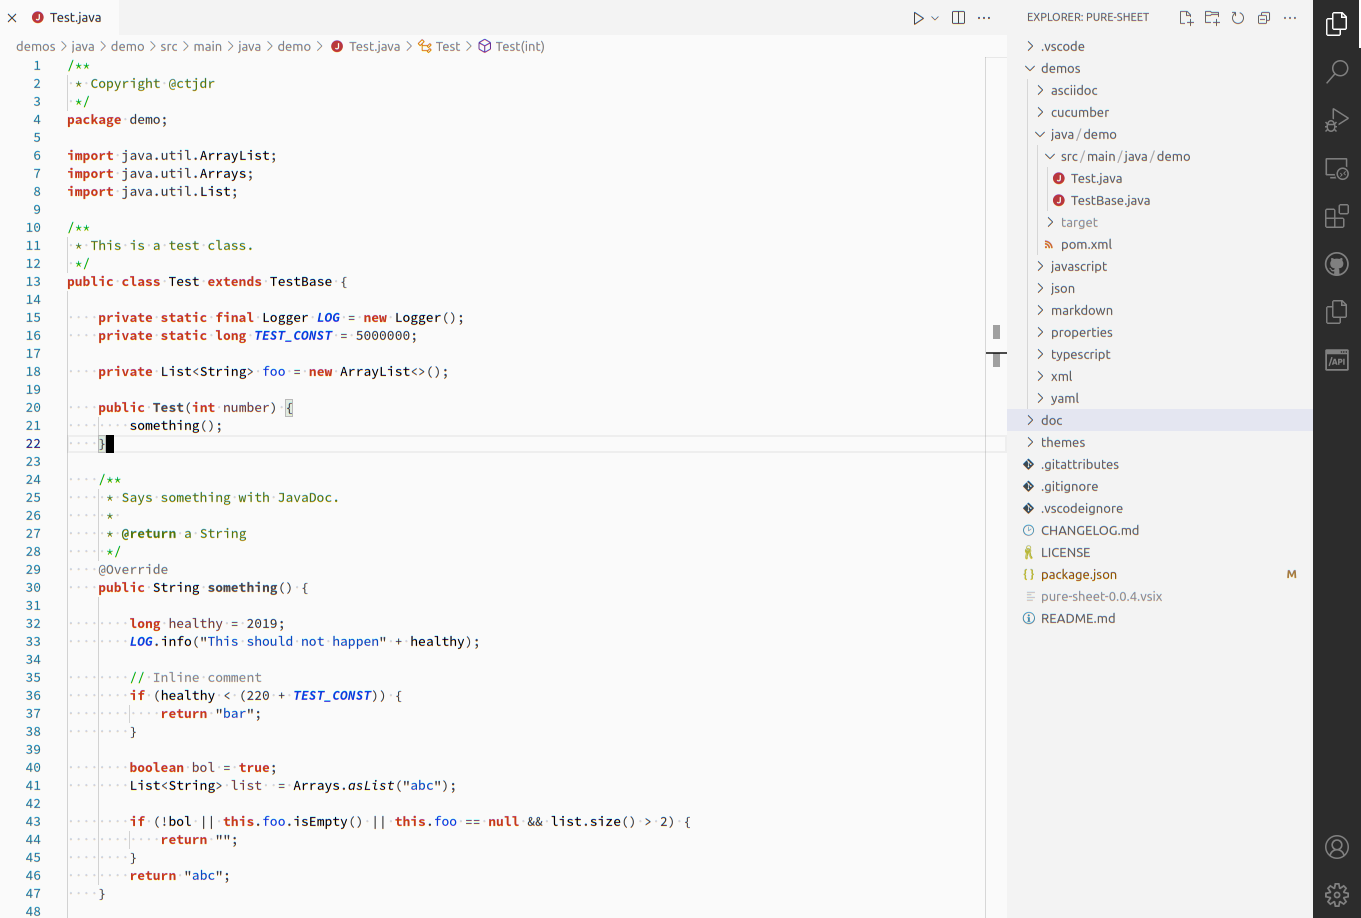 Test.java
demos > java > demo > src > main > java > demo > Test.java > Test > Test(int)
1 /**
2  * Copyright @ctjdr
3  */
4 package demo;
5
6 import java.util.ArrayList;
7 import java.util.Arrays;
8 import java.util.List;
9
10 /**
11  * This is a test class.
12  */
13 public class Test extends TestBase {
14
15     private static final Logger LOG = new Logger();
16     private static long TEST_CONST = 5000000;
17
18     private List<String> foo = new ArrayList<>();
19
20     public Test(int number) {
21         something();
22     }
23
24     /**
25      * Says something with JavaDoc.
26      *
27      * @return a String
28      */
29     @Override
30     public String something() {
31
32         long healthy = 2019;
33         LOG.info("This should not happen" + healthy);
34
35         // Inline comment
36         if (healthy < (220 + TEST_CONST)) {
37             return "bar";
38         }
39
40         boolean bol = true;
41         List<String> list  = Arrays.asList("abc");
42
43         if (!bol || this.foo.isEmpty() || this.foo == null && list.size() > 2) {
44             return "";
45         }
46         return "abc";
47     }
48
EXPLORER: PURE-SHEET
.vscode
demos
asciidoc
cucumber
java/demo
src/main/java/demo
Test.java
TestBase.java
target
pom.xml
javascript
json
markdown
properties
typescript
xml
yaml
doc
themes
.gitattributes
.gitignore
.vscodeignore
CHANGELOG.md
LICENSE
package.json M
pure-sheet-0.0.4.vsix
README.md
/API